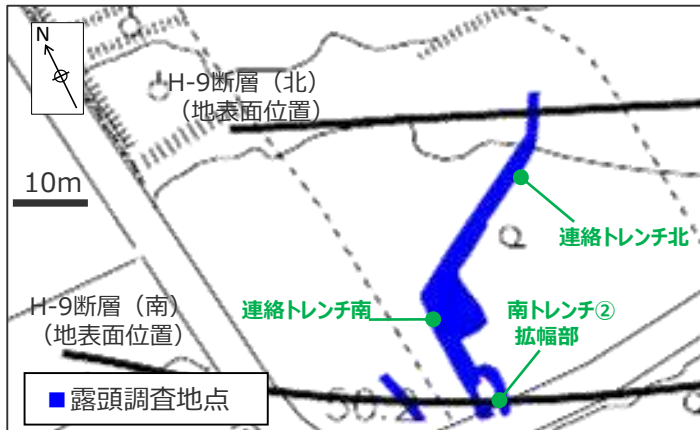 N
H-9断層（北）
（地表面位置）
10m
連絡トレンチ北
H-9断層（南）
（地表面位置）
連絡トレンチ南
南トレンチ②
拡幅部
■露頭調査地点